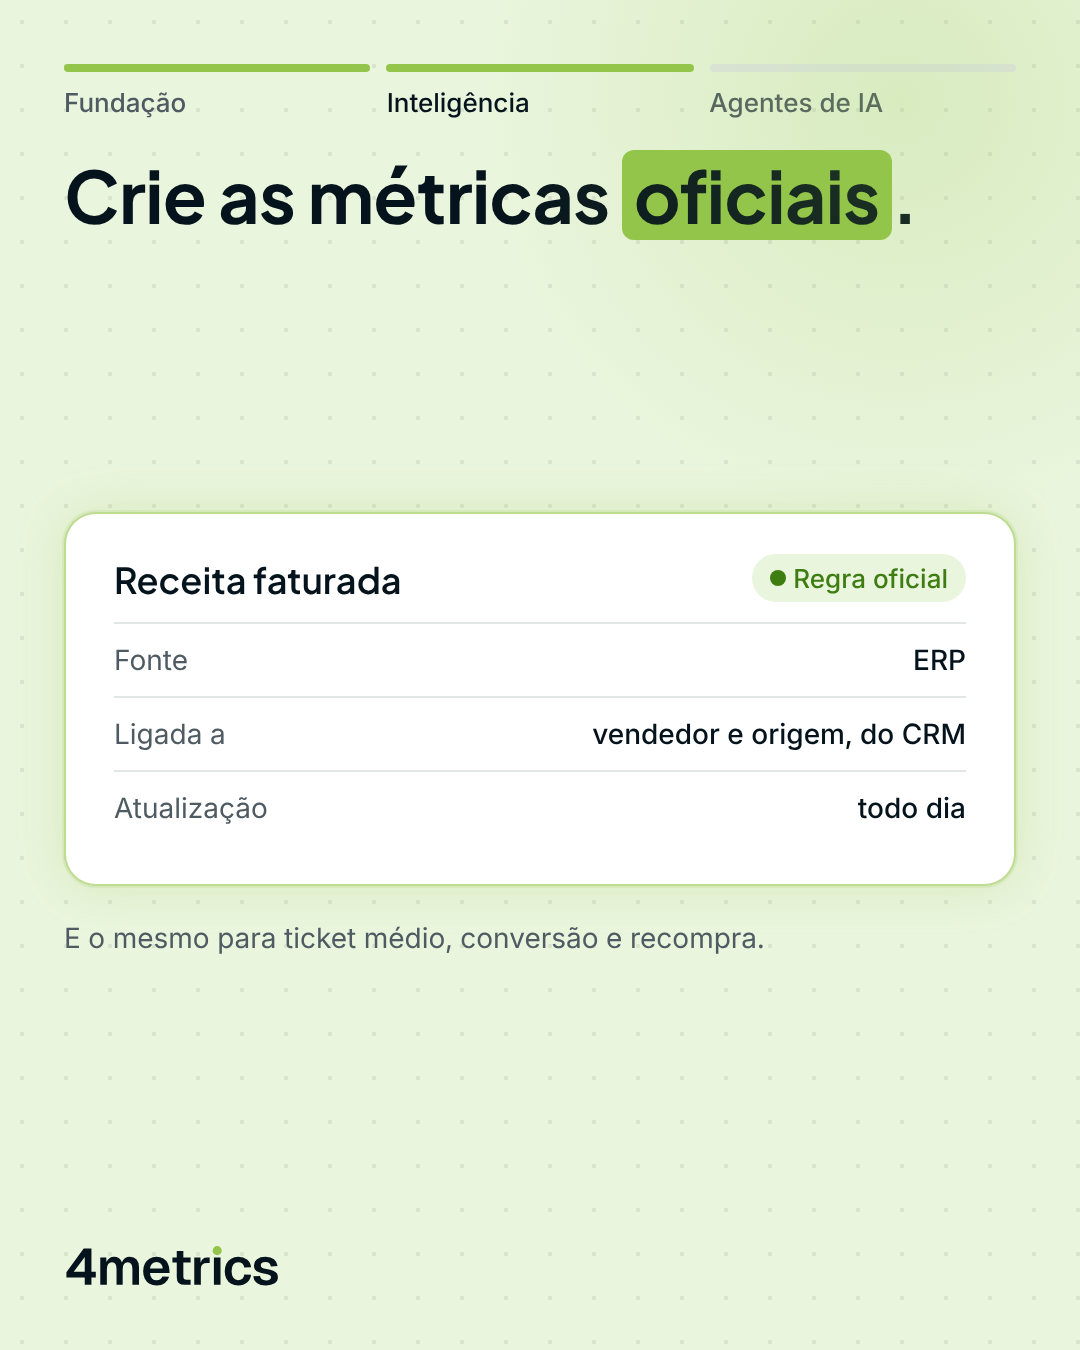 Fundação
Inteligência
Agentes de IA
Crie as métricas oficiais.
Receita faturada
Regra oficial
Fonte
ERP
Ligada a
vendedor e origem, do CRM
Atualização
todo dia
E o mesmo para ticket médio, conversão e recompra.
4metrics